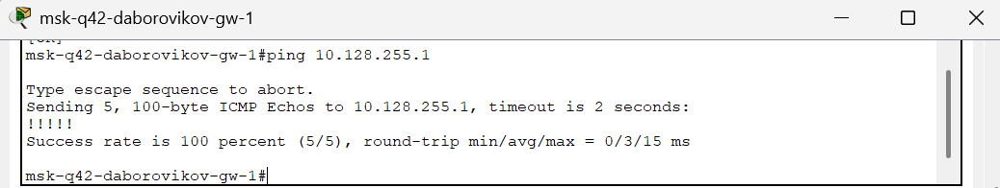 msk-q42-daborovikov-gw-1
msk-q42-daborovikov-gw-1#ping 10.128.255.1
Type escape sequence to abort.
Sending 5, 100-byte ICMP Echos to 10.128.255.1, timeout is 2 seconds:
!!!!!
Success rate is 100 percent (5/5), round-trip min/avg/max = 0/3/15 ms
msk-q42-daborovikov-gw-1#